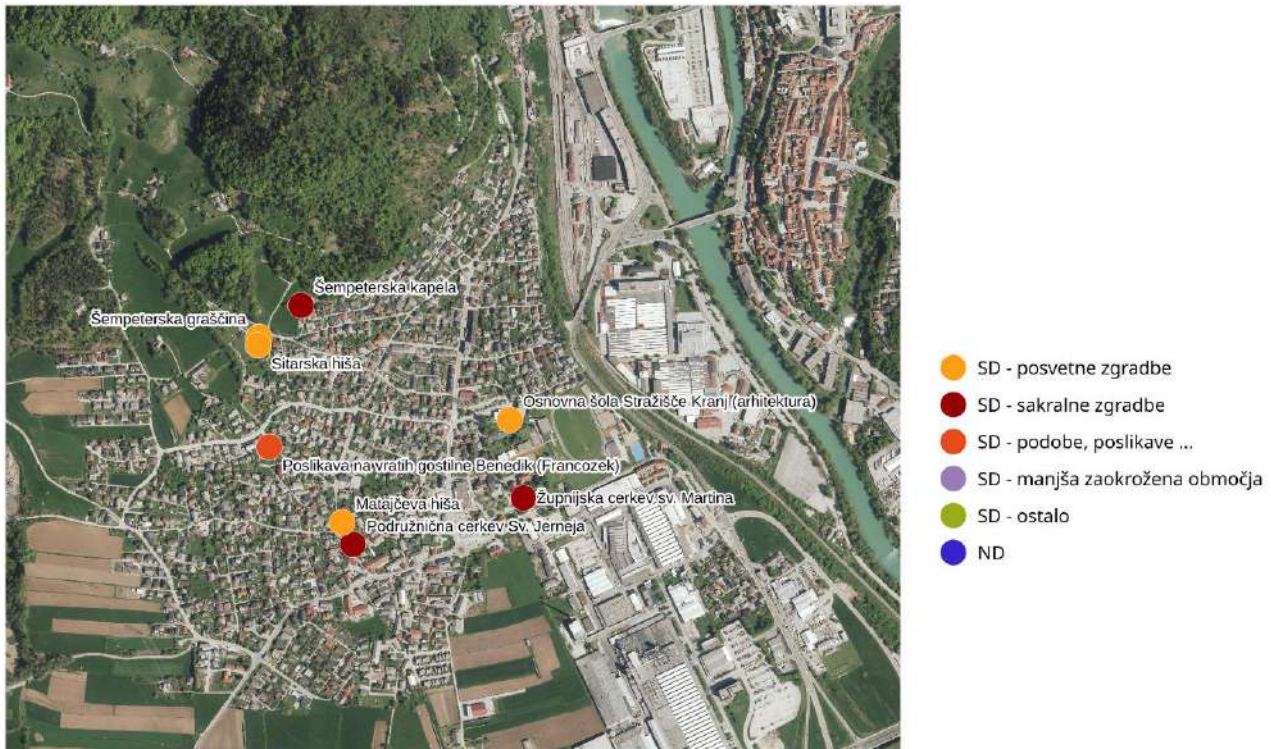 Šempeterska kapela
Šempeterska graščina
Sitarska hiša
Osnovna šola Stražišče Kranj (arhitektura)
Poslikava na vratih gostilne Benedik (Francozek)
Matajčeva hiša
Župnijska cerkev sv. Martina
Podružnična cerkev Sv. Jerneja
SD - posvetne zgradbe
SD - sakralne zgradbe
SD - podobe, poslikave ...
SD - manjša zaokrožena območja
SD - ostalo
ND